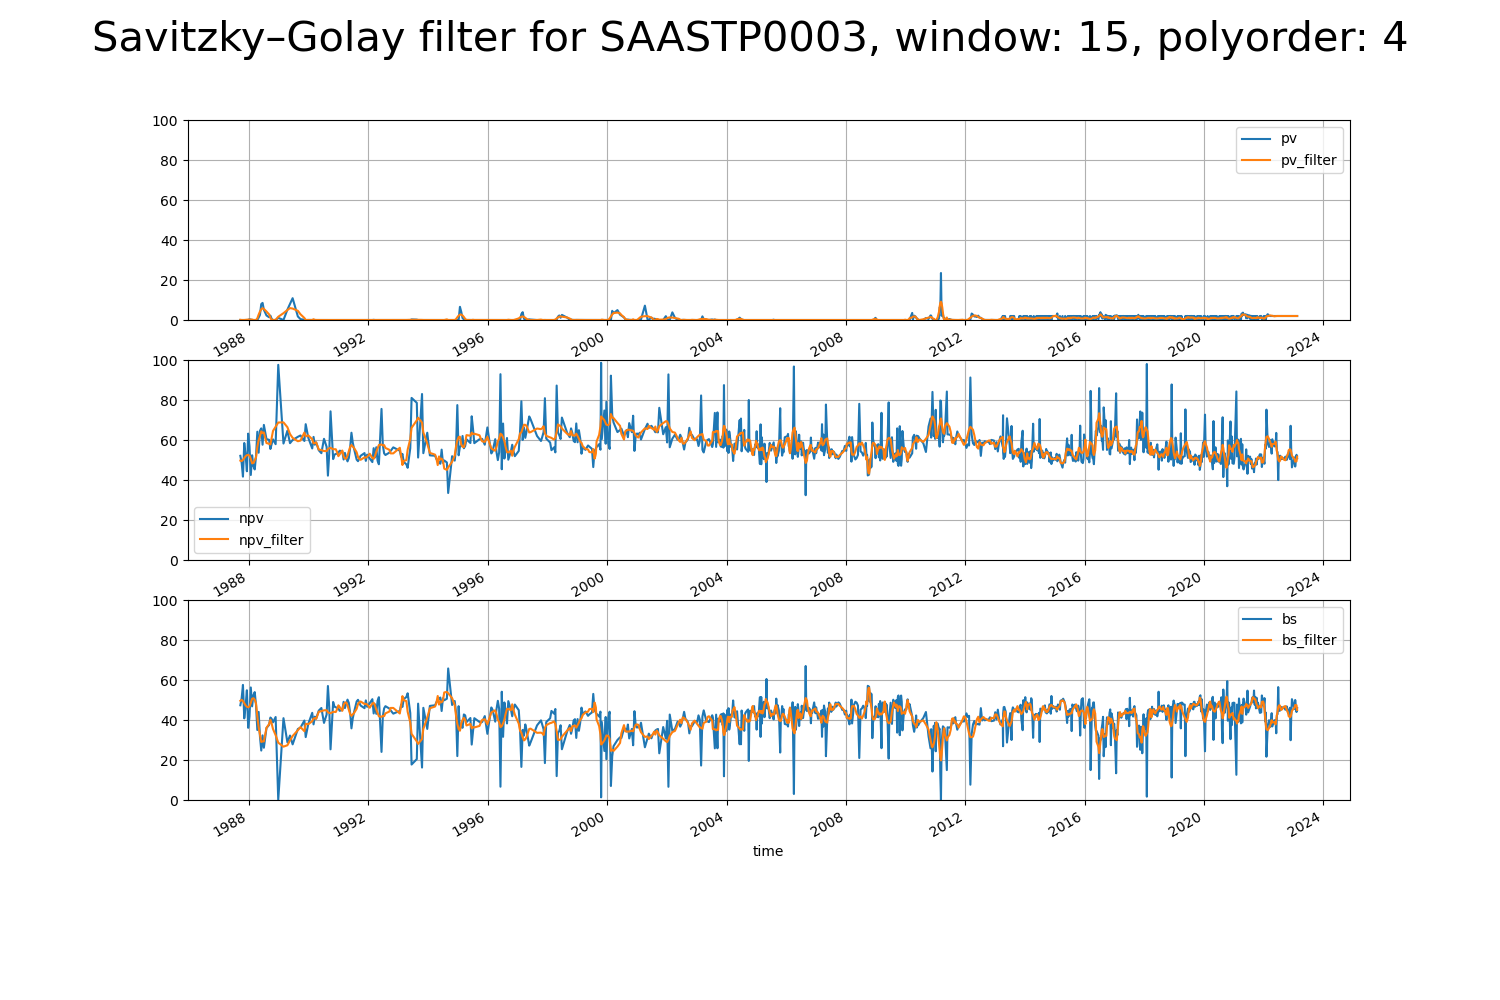 Savitzky–Golay filter for SAASTP0003, window: 15, polyorder: 4
100
80
60
40
20
0
pv
pv_filter
1988 1992 1996 2000 2004 2008 2012 2016 2020 2024
100
80
60
40
20
0
npv
npv_filter
1988 1992 1996 2000 2004 2008 2012 2016 2020 2024
100
80
60
40
20
0
bs
bs_filter
1988 1992 1996 2000 2004 2008 2012 2016 2020 2024
time